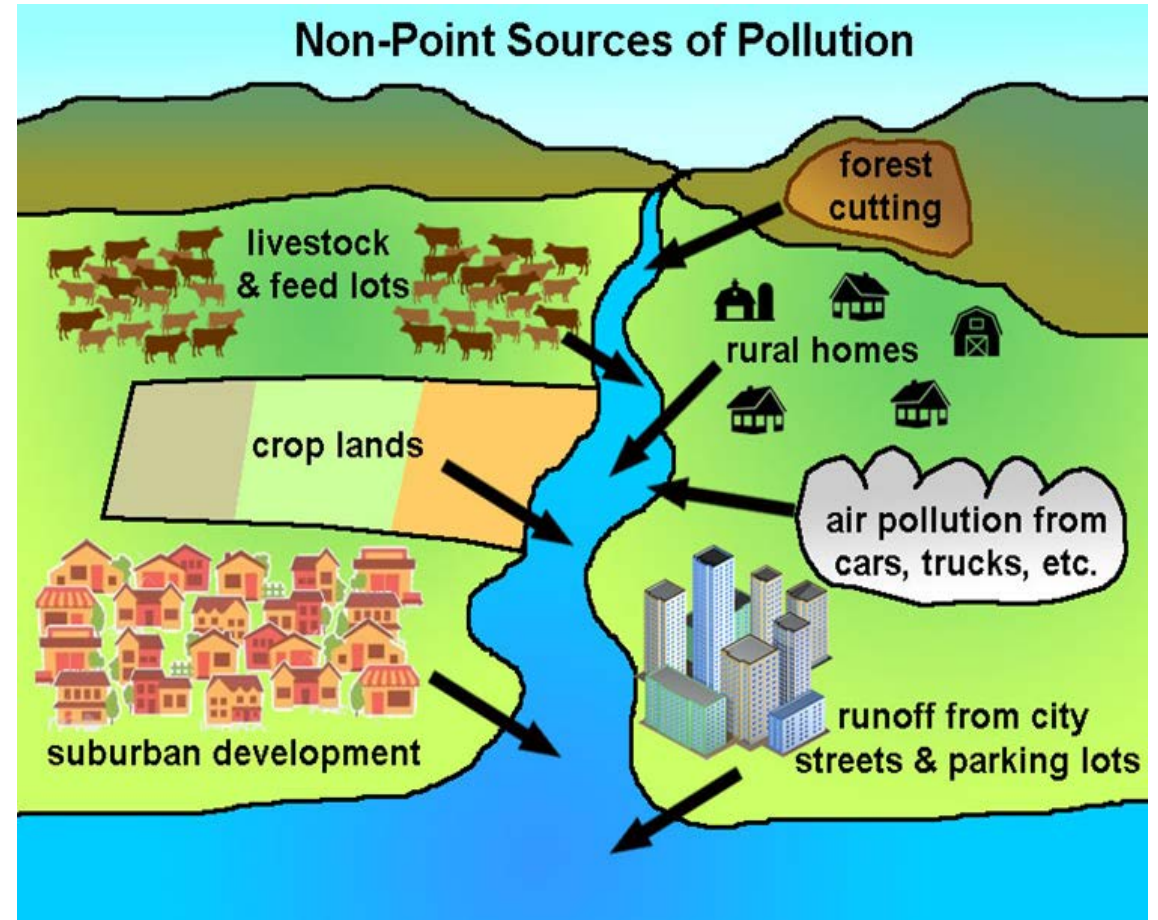 Non-Point Sources of Pollution
forest
cutting
livestock
& feed lots
rural homes
crop lands
air pollution from
cars, trucks, etc.
suburban development
runoff from city
streets & parking lots